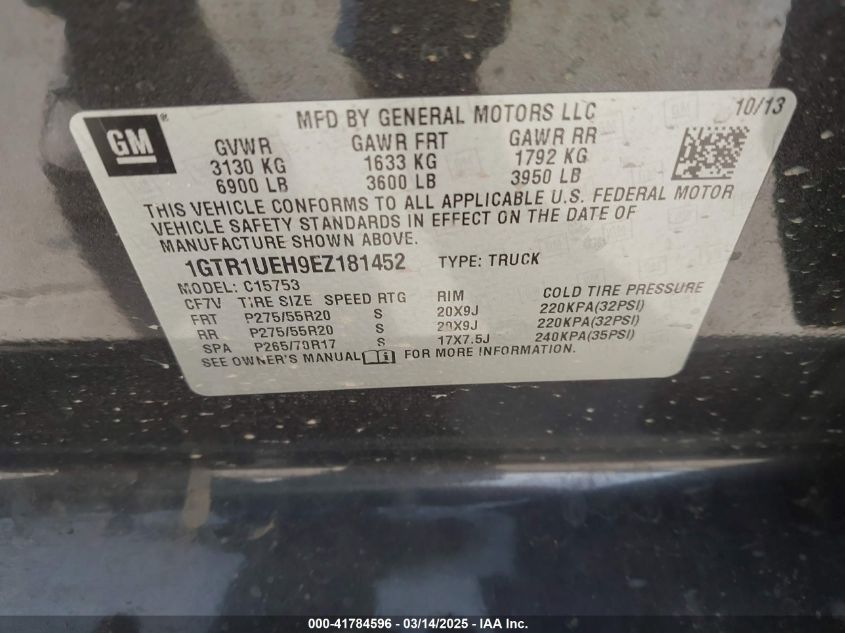 GM ® MFD BY GENERAL MOTORS LLC 10/13
GVWR GAWR FRT GAWR RR
3130 KG 1633 KG 1792 KG
6900 LB 3600 LB 3950 LB
THIS VEHICLE CONFORMS TO ALL APPLICABLE U.S. FEDERAL MOTOR
VEHICLE SAFETY STANDARDS IN EFFECT ON THE DATE OF
MANUFACTURE SHOWN ABOVE.
1GTR1UEH9EZ181452 TYPE: TRUCK
MODEL: C15753
CF7V TIRE SIZE SPEED RTG RIM COLD TIRE PRESSURE
FRT P275/55R20 S 20X9J 220KPA(32PSI)
RR P275/55R20 S 20X9J 220KPA(32PSI)
SPA P265/70R17 S 17X7.5J 240KPA(35PSI)
SEE OWNER'S MANUAL FOR MORE INFORMATION.
000-41784596 - 03/14/2025 - IAA Inc.